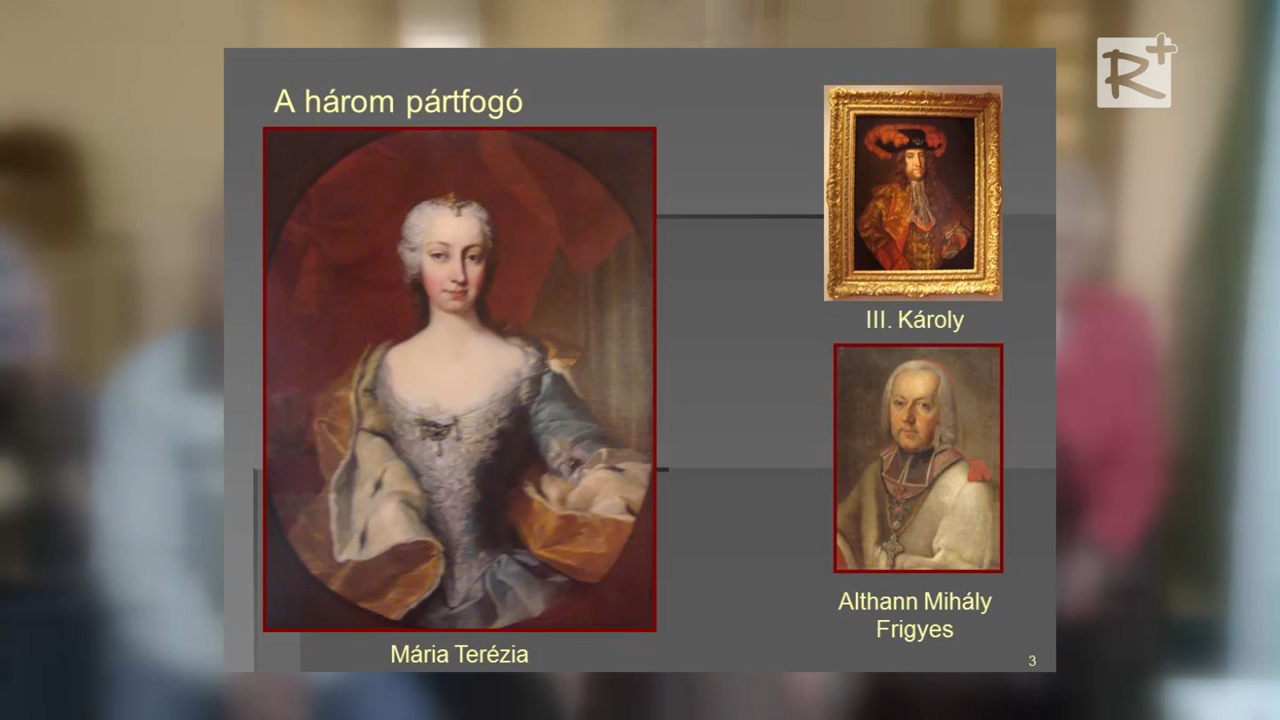 R+
A három pártfogó
III. Károly
Althann Mihály
Frigyes
Mária Terézia
3